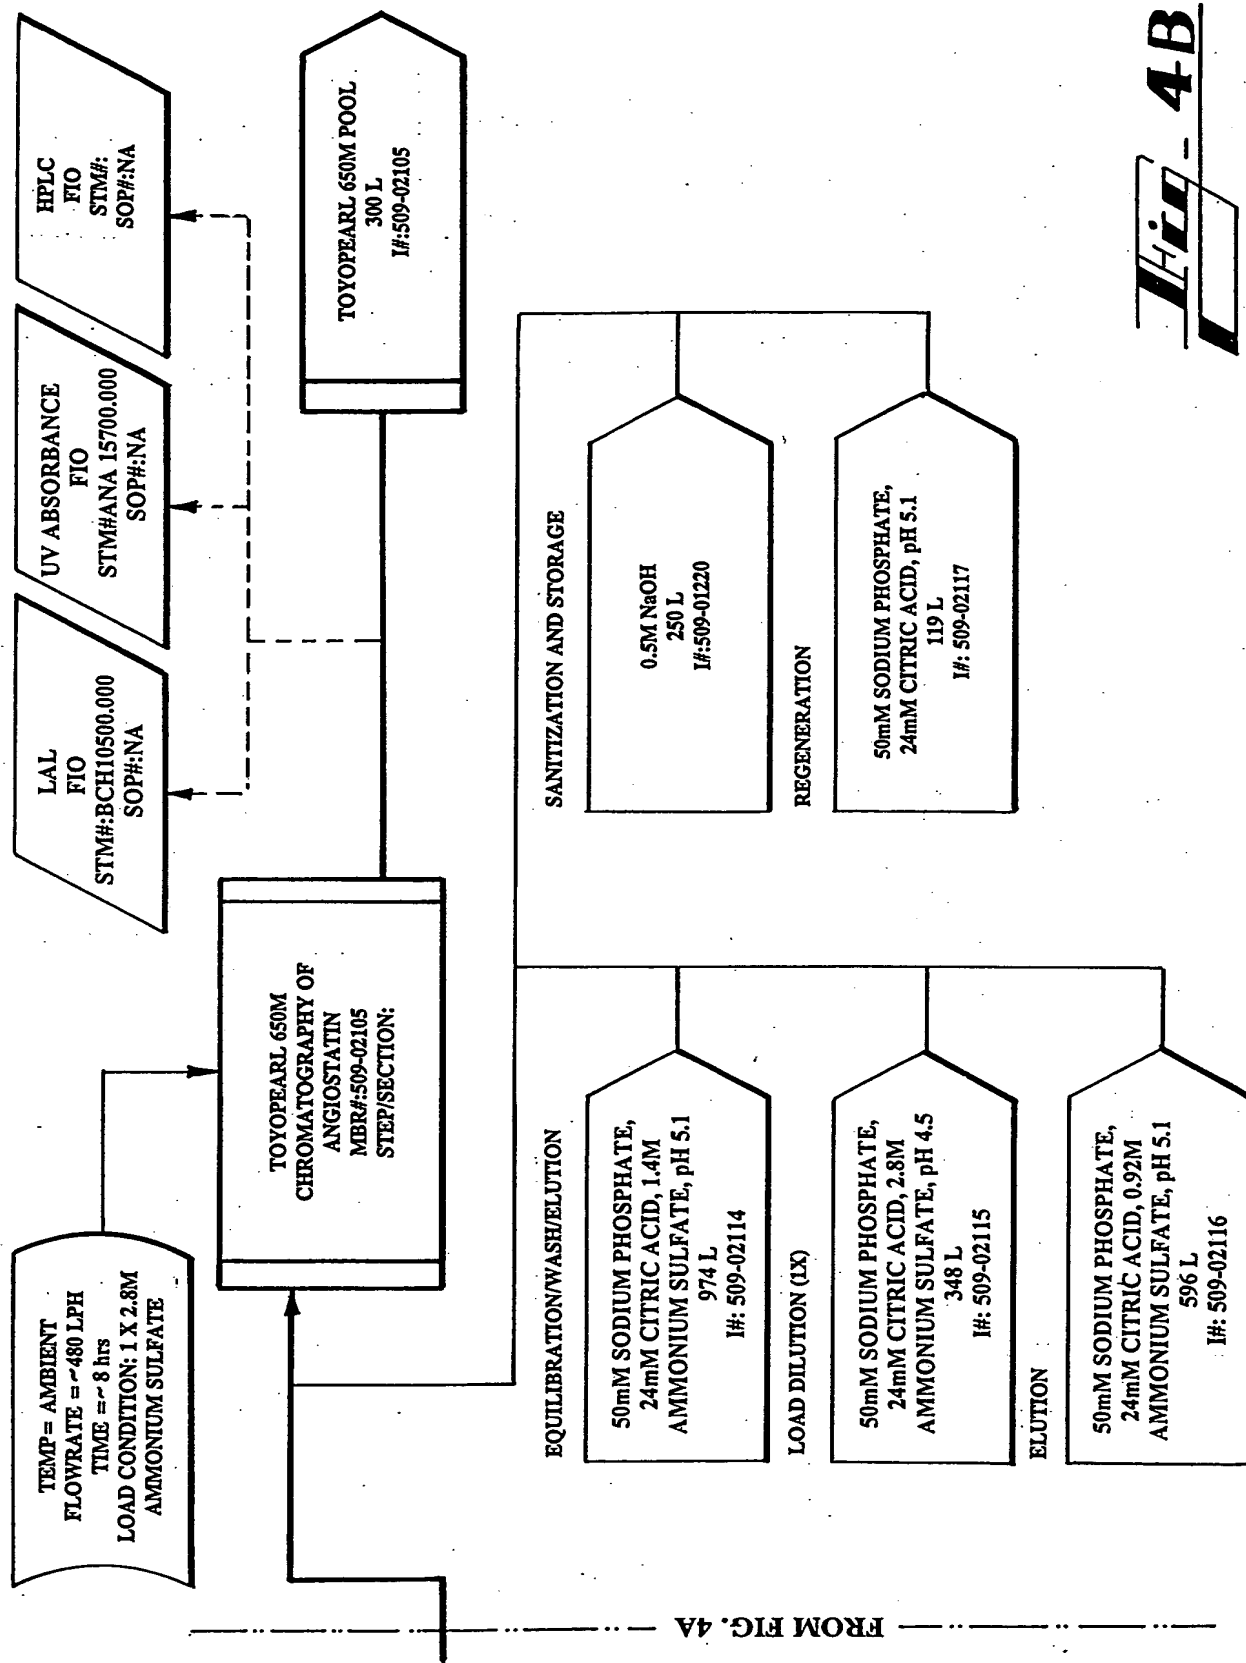 TEMP= AMBIENT
FLOWRATE = ~480 LPH
TIME = ~ 8 hrs
LOAD CONDITION: 1 X 2.8M
AMMONIUM SULFATE
LAL
FIO
STM#:BCH10500.000
SOP#:NA
UV ABSORBANCE
FIO
STM#ANA 15700.000
SOP#:NA
HPLC
FIO
STM#:
SOP#:NA
TOYOPEARL 650M
CHROMATOGRAPHY OF
ANGIOSTATIN
MBR#:509-02105
STEP/SECTION:
TOYOPEARL 650M POOL
300 L
I#:509-02105
EQUILIBRATION/WASH/ELUTION
50mM SODIUM PHOSPHATE,
24mM CITRIC ACID, 1.4M
AMMONIUM SULFATE, pH 5.1
974 L
I#: 509-02114
LOAD DILUTION (1X)
50mM SODIUM PHOSPHATE,
24mM CITRIC ACID, 2.8M
AMMONIUM SULFATE, pH 4.5
348 L
I#: 509-02115
ELUTION
50mM SODIUM PHOSPHATE,
24mM CITRIC ACID, 0.92M
AMMONIUM SULFATE, pH 5.1
596 L
I#: 509-02116
SANITIZATION AND STORAGE
0.5M NaOH
250 L
I#:509-01220
REGENERATION
50mM SODIUM PHOSPHATE,
24mM CITRIC ACID, pH 5.1
119 L
I#: 509-02117
FROM FIG. 4A
Fig. 4B